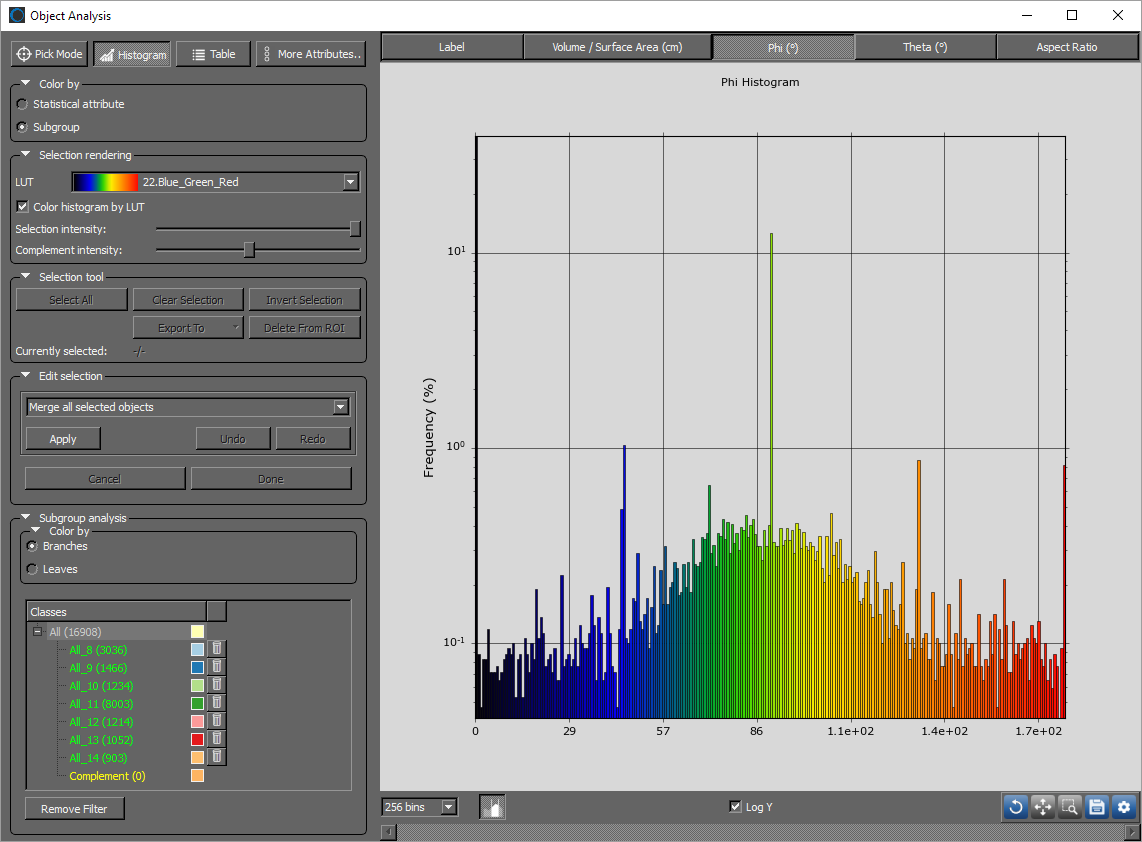 Object Analysis
Pick Mode
Histogram
Table
More Attributes..
Color by
Statistical attribute
Subgroup
Selection rendering
LUT
22.Blue_Green_Red
Color histogram by LUT
Selection intensity:
Complement intensity:
Selection tool
Select All
Clear Selection
Invert Selection
Export To
Delete From ROI
Currently selected:
-/-
Edit selection
Merge all selected objects
Apply
Undo
Redo
Cancel
Done
Subgroup analysis
Color by
Branches
Leaves
Classes
All (16908)
All_8 (3036)
All_9 (1466)
All_10 (1234)
All_11 (8003)
All_12 (1214)
All_13 (1052)
All_14 (903)
Complement (0)
Remove Filter
Label
Volume / Surface Area (cm)
Phi (º)
Theta (º)
Aspect Ratio
Phi Histogram
Frequency (%)
10¹
10⁰
10⁻¹
0 29 57 86 1.1e+02 1.4e+02 1.7e+02
256 bins
Log Y